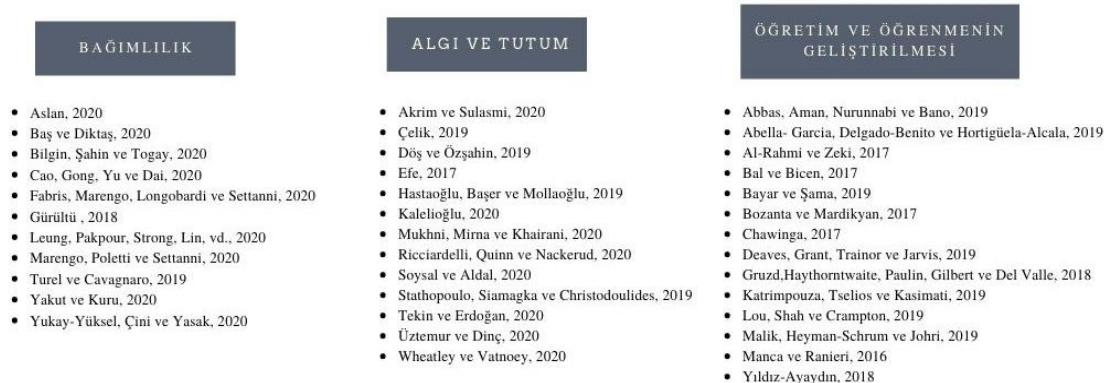 BAĞIMLILIK
Aslan, 2020
Baş ve Diktaş, 2020
Bilgin, Şahin ve Togay, 2020
Cao, Gong, Yu ve Dai, 2020
Fabris, Marengo, Longobardi ve Settanni, 2020
Gürültü , 2018
Leung, Pakpour, Strong, Lin, vd., 2020
Marengo, Poletti ve Settanni, 2020
Turel ve Cavagnaro, 2019
Yakut ve Kuru, 2020
Yukay-Yüksel, Çini ve Yasak, 2020
ALGI VE TUTUM
Akrim ve Sulasmi, 2020
Çelik, 2019
Döş ve Özşahin, 2019
Efe, 2017
Hastaoğlu, Başer ve Mollaoğlu, 2019
Kalelioğlu, 2020
Mukhni, Mirna ve Khairani, 2020
Ricciardelli, Quinn ve Nackerud, 2020
Soysal ve Aldal, 2020
Stathopoulo, Siamagka ve Christodoulides, 2019
Tekin ve Erdoğan, 2020
Üztemur ve Dinç, 2020
Wheatley ve Vatnoey, 2020
ÖĞRETİM VE ÖĞRENMENİN
GELİŞTİRİLMESİ
Abbas, Aman, Nurunnabi ve Bano, 2019
Abella- Garcia, Delgado-Benito ve Hortigüela-Alcala, 2019
Al-Rahmi ve Zeki, 2017
Bal ve Bicen, 2017
Bayar ve Şama, 2019
Bozanta ve Mardikyan, 2017
Chawinga, 2017
Deaves, Grant, Trainor ve Jarvis, 2019
Gruzd,Haythorntwaite, Paulin, Gilbert ve Del Valle, 2018
Katrimpouza, Tselios ve Kasimati, 2019
Lou, Shah ve Crampton, 2019
Malik, Heyman-Schrum ve Johri, 2019
Manca ve Ranieri, 2016
Yıldız-Ayaydın, 2018